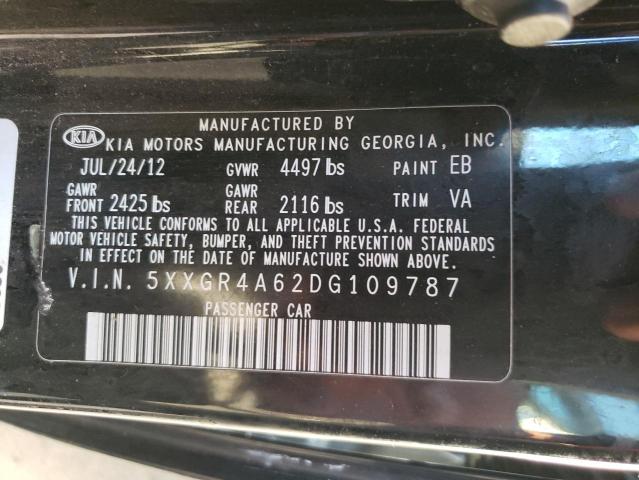 MANUFACTURED BY
KIA KIA MOTORS MANUFACTURING GEORGIA, INC.
JUL/24/12 GVWR 4497 lbs PAINT EB
GAWR FRONT 2425 lbs GAWR REAR 2116 lbs TRIM VA
THIS VEHICLE CONFORMS TO ALL APPLICABLE U.S.A. FEDERAL
MOTOR VEHICLE SAFETY, BUMPER, AND THEFT PREVENTION STANDARDS
IN EFFECT ON THE DATE OF MANUFACTURE SHOWN ABOVE.
V.I.N. 5XXGR4A62DG109787
PASSENGER CAR